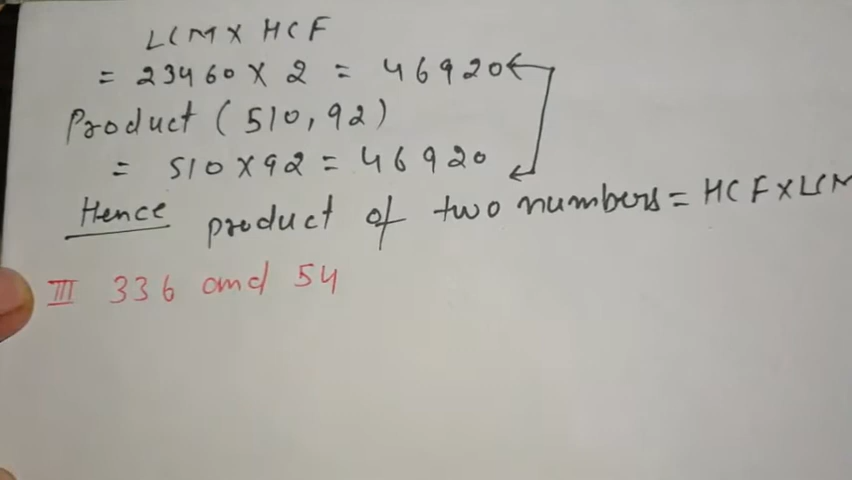 LCM X HCF
= 23460 X 2 = 46920
Product (510, 92)
= 510 X 92 = 46920
Hence product of two numbers = HCF X LCM
III 336 and 54